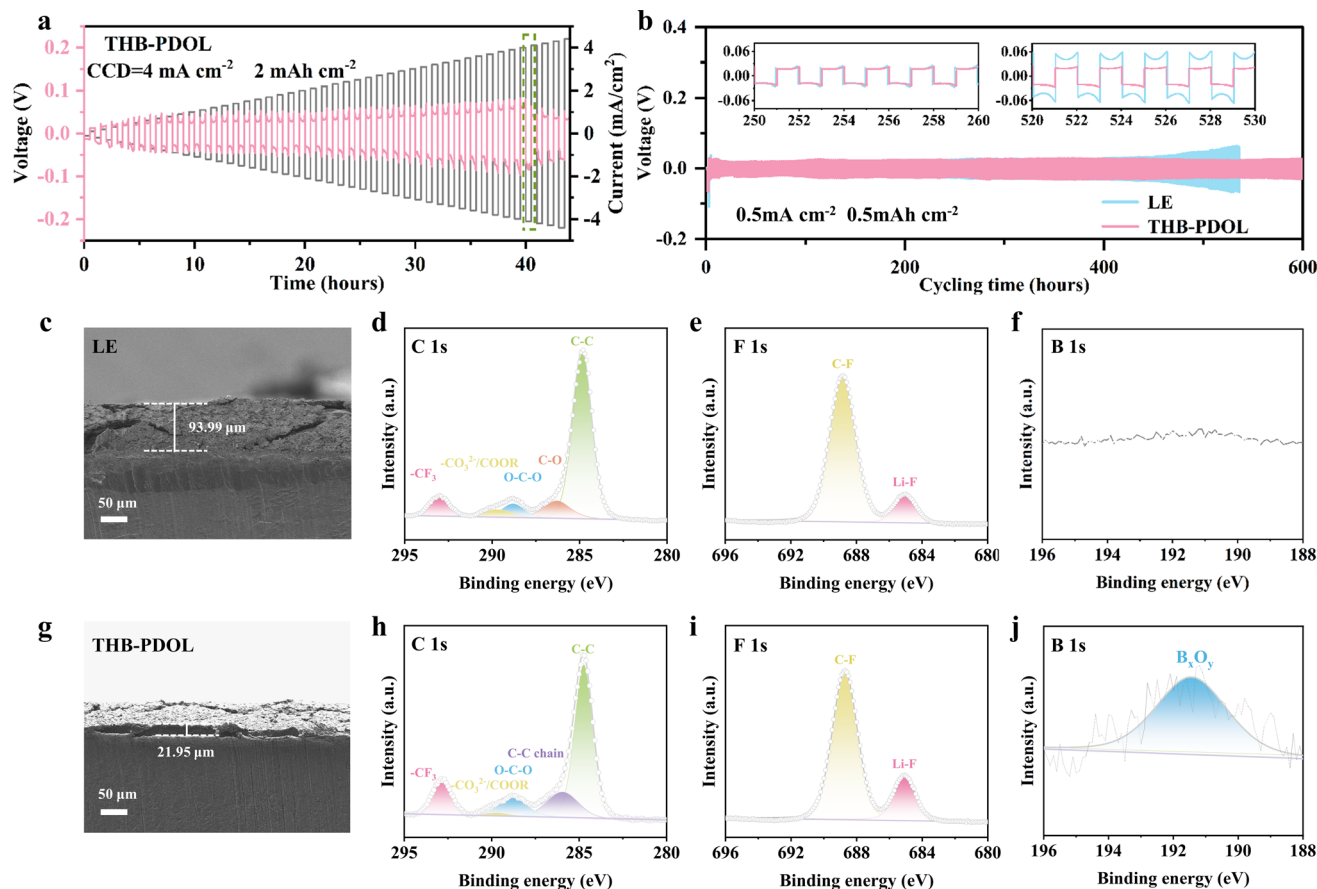 a
THB-PDOL
CCD=4 mA cm⁻² 2 mAh cm⁻²
Voltage (V)
0.2
0.1
0.0
-0.1
-0.2
Current (mA/cm²)
4
2
0
-2
-4
0 10 20 30 40
Time (hours)
b
Voltage (V)
0.4
0.2
0.0
-0.2
0.06
0.00
-0.06
250 252 254 256 258 260
0.06
0.00
-0.06
520 522 524 526 528 530
0.5mA cm⁻² 0.5mAh cm⁻²
LE
THB-PDOL
0 200 400 600
Cycling time (hours)
c
LE
93.99 μm
50 μm
d
C 1s
C-C
C-O
-CO₃²⁻/COOR
O-C-O
-CF₃
Intensity (a.u.)
295 290 285 280
Binding energy (eV)
e
F 1s
C-F
Li-F
Intensity (a.u.)
696 692 688 684 680
Binding energy (eV)
f
B 1s
Intensity (a.u.)
196 194 192 190 188
Binding energy (eV)
g
THB-PDOL
21.95 μm
50 μm
h
C 1s
C-C
C-C chain
O-C-O
-CF₃
-CO₃²⁻/COOR
Intensity (a.u.)
295 290 285 280
Binding energy (eV)
i
F 1s
C-F
Li-F
Intensity (a.u.)
696 692 688 684 680
Binding energy (eV)
j
B 1s
BₓOᵧ
Intensity (a.u.)
196 194 192 190 188
Binding energy (eV)